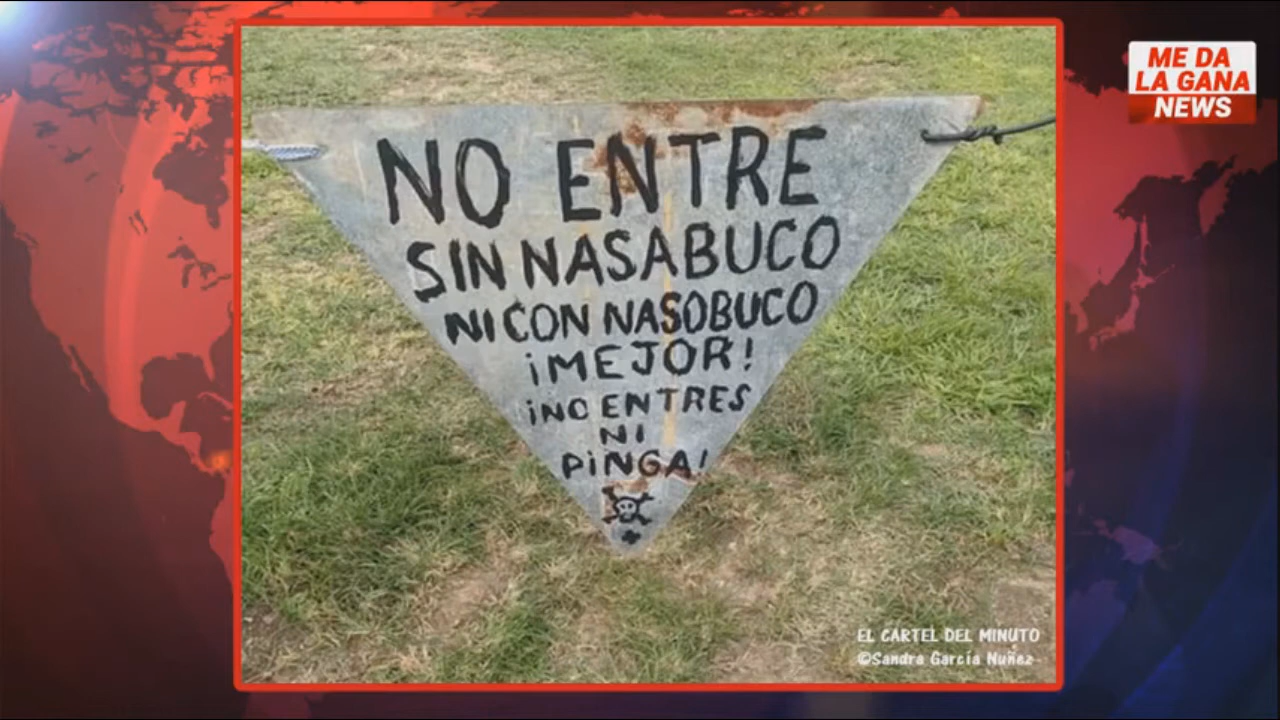 ME DA
LA GANA
NEWS
NO ENTRE
SIN NASABUCO
NI CON NASOBUCO
¡MEJOR!
¡NO ENTRES
NI
PINGA!
EL CARTEL DEL MINUTO
©Sandra García Nuñez